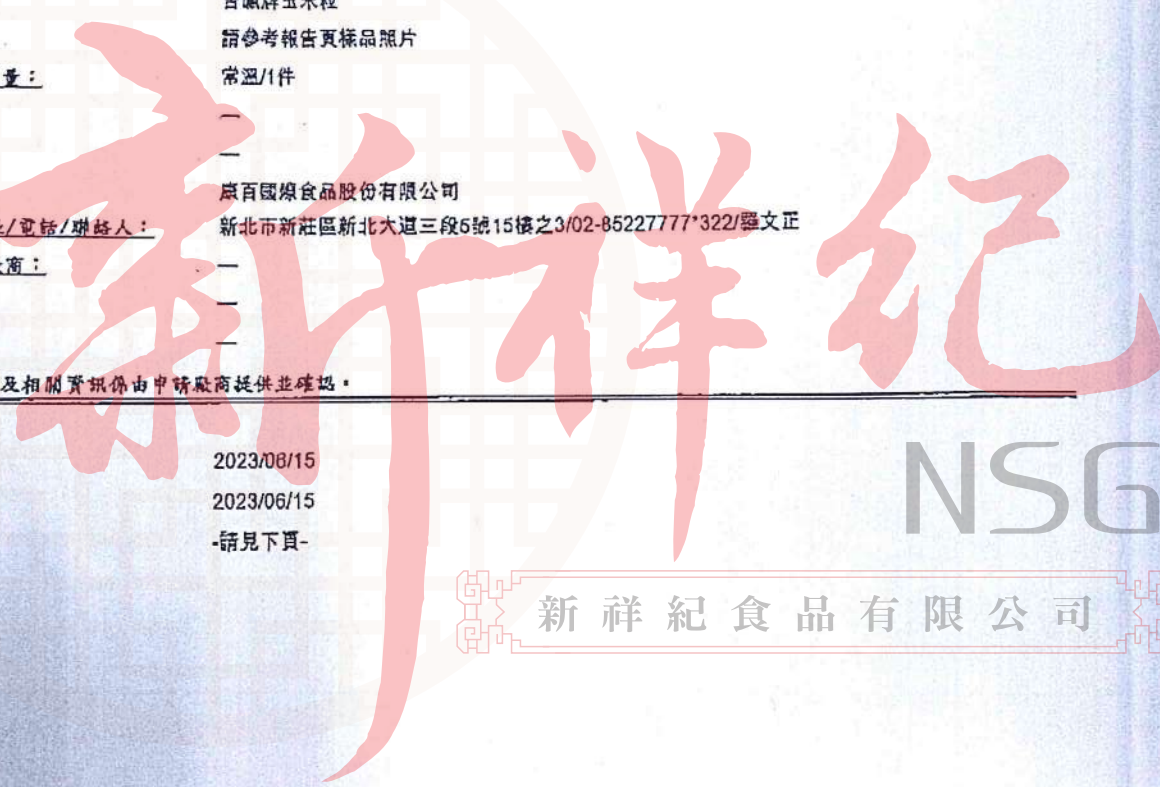 牌玉米粒
請參考報告頁樣品照片
量： 常溫/1件
—
—
康百國際食品股份有限公司
/電話/聯絡人： 新北市新莊區新北大道三段5號15樓之3/02-85227777*322/羅文正
商： —
—
—
及相關資訊係由申請廠商提供並確認。
2023/06/15
2023/06/15
-請見下頁-
新祥紀
NSG
新祥紀食品有限公司